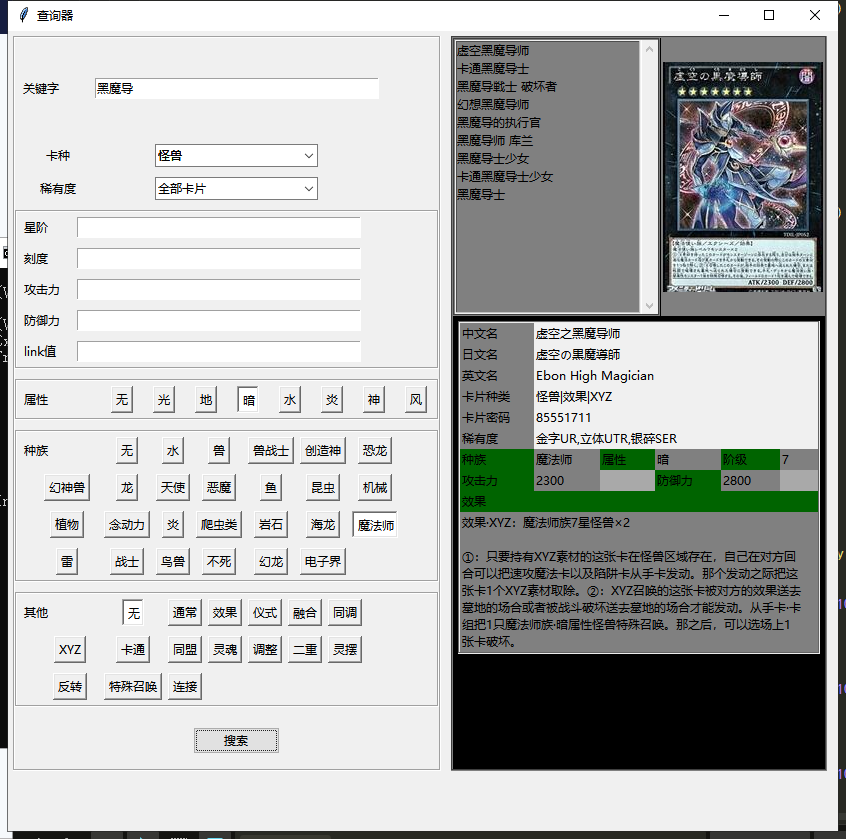 查询器
关键字 黑魔导
卡种 怪兽
稀有度 全部卡片
星阶
刻度
攻击力
防御力
link值
属性 无 光 地 暗 水 炎 神 风
种族 无 水 兽 兽战士 创造神 恐龙
幻神兽 龙 天使 恶魔 鱼 昆虫 机械
植物 念动力 炎 爬虫类 岩石 海龙 魔法师
雷 战士 鸟兽 不死 幻龙 电子界
其他 无 通常 效果 仪式 融合 同调
XYZ 卡通 同盟 灵魂 调整 二重 灵摆
反转 特殊召唤 连接
搜索
虚空黑魔导师
卡通黑魔导士
黑魔导戦士 破坏者
幻想黑魔导师
黑魔导的执行官
黑魔导师 库兰
黑魔导士少女
卡通黑魔导士少女
黑魔导士
虚空の黒魔導師
闇
ATK/2300 DEF/2800
中文名 虚空之黑魔导师
日文名 虚空の黒魔導師
英文名 Ebon High Magician
卡片种类 怪兽|效果|XYZ
卡片密码 85551711
稀有度 金字UR,立体UTR,银碎SER
种族 魔法师 属性 暗 阶级 7
攻击力 2300 防御力 2800
效果
效果·XYZ：魔法师族7星怪兽×2
①：只要持有XYZ素材的这张卡在怪兽区域存在，自己在对方回
合可以把速攻魔法卡以及陷阱卡从手卡发动。那个发动之际把这
张卡1个XYZ素材取除。②：XYZ召唤的这张卡被对方的效果送去
墓地的场合或者被战斗破坏送去墓地的场合才能发动。从手卡·卡
组把1只魔法师族·暗属性怪兽特殊召唤。那之后，可以选场上1
张卡破坏。